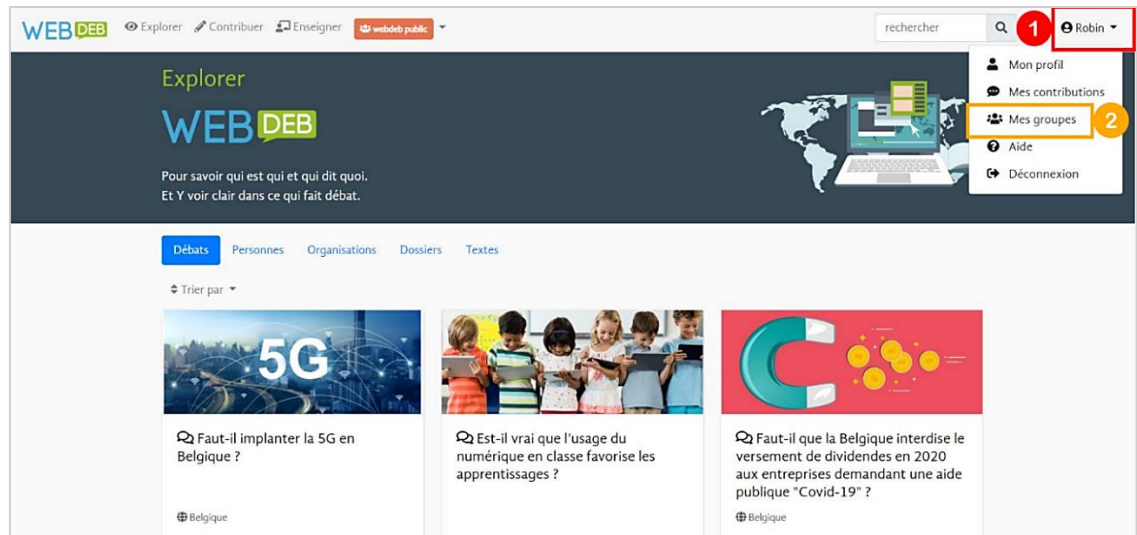 WEBDEB Explorer Contribuer Enseigner webdeb public rechercher 1 Robin
Mon profil
Mes contributions
Mes groupes 2
Aide
Déconnexion
Explorer
WEBDEB
Pour savoir qui est qui et qui dit quoi.
Et Y voir clair dans ce qui fait débat.
Débats Personnes Organisations Dossiers Textes
Trier par
5G
Faut-il implanter la 5G en
Belgique ?
Belgique
Est-il vrai que l'usage du
numérique en classe favorise les
apprentissages ?
Faut-il que la Belgique interdise le
versement de dividendes en 2020
aux entreprises demandant une aide
publique "Covid-19" ?
Belgique